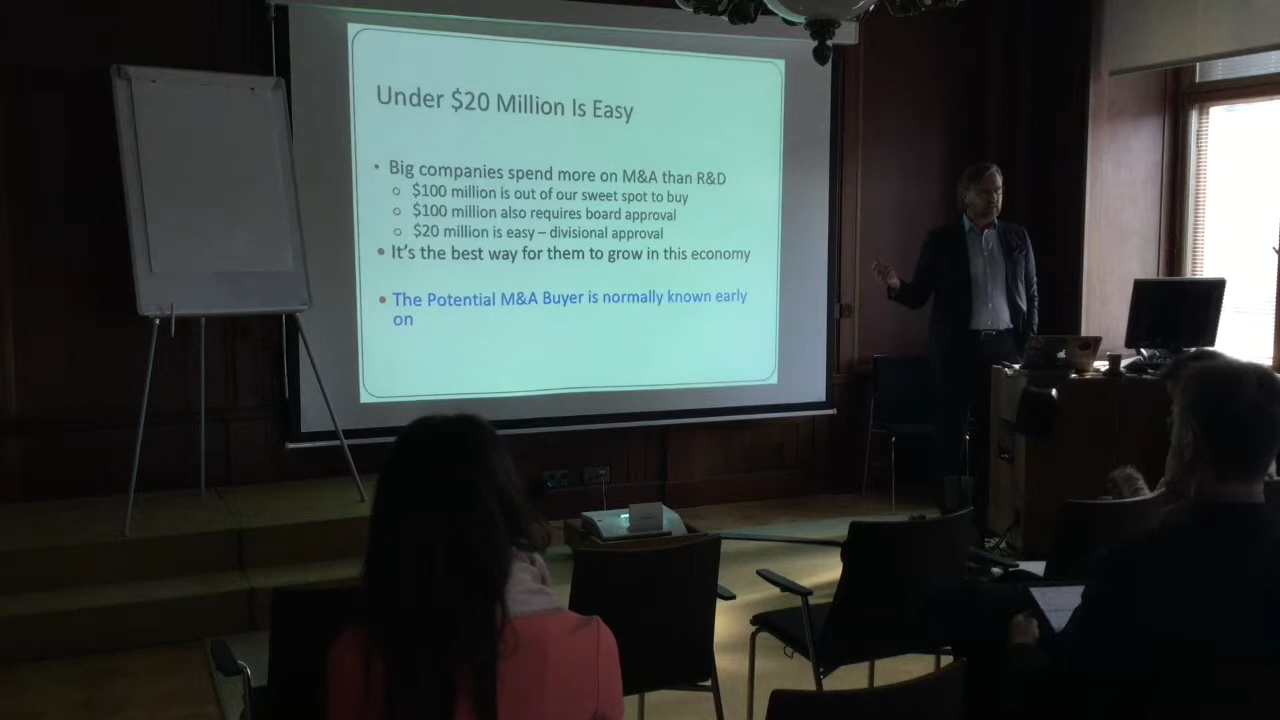 Under $20 Million Is Easy
• Big companies spend more on M&A than R&D
○ $100 million is out of our sweet spot to buy
○ $100 million also requires board approval
○ $20 million is easy – divisional approval
• It's the best way for them to grow in this economy
• The Potential M&A Buyer is normally known early
on